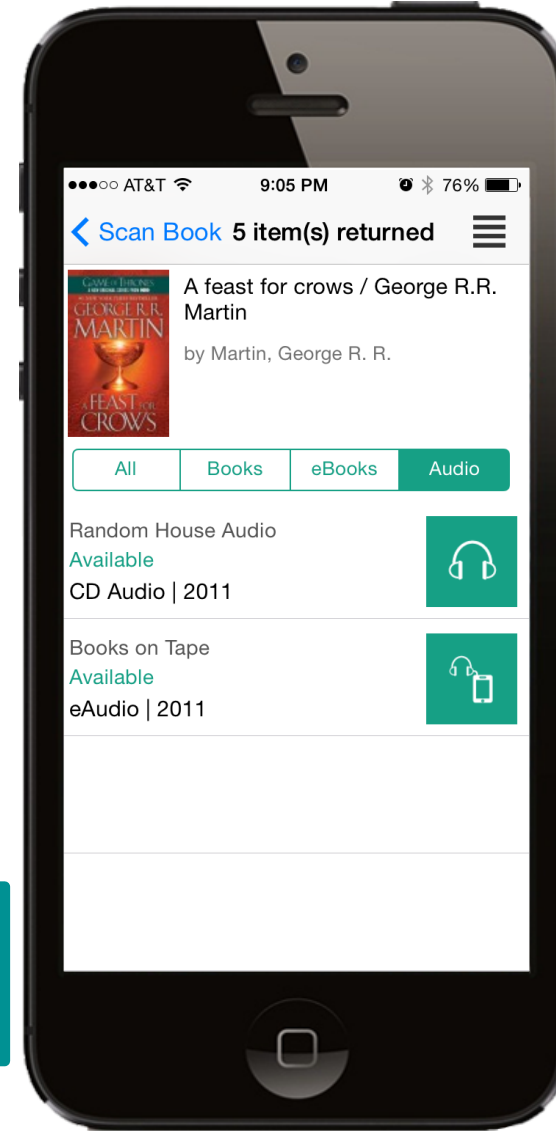 ●●●○○ AT&T 9:05 PM 76%
Scan Book 5 item(s) returned
GAME OF THRONES
GEORGE R.R.
MARTIN
A FEAST FOR
CROWS
A feast for crows / George R.R.
Martin
by Martin, George R. R.
All Books eBooks Audio
Random House Audio
Available
CD Audio | 2011
Books on Tape
Available
eAudio | 2011